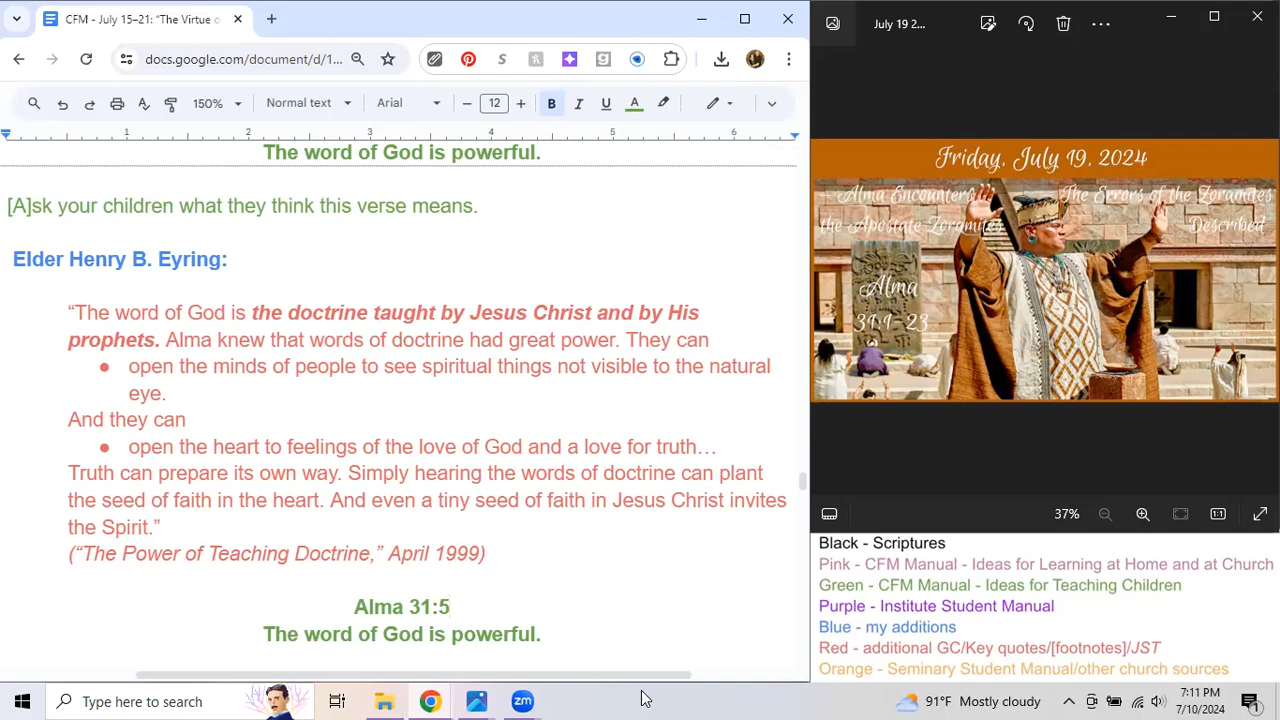 CFM - July 15–21: “The Virtue o
docs.google.com/document/d/1...
150%
Normal text
Arial
12
B
I
U
A
1
2
3
4
5
6
The word of God is powerful.
[A]sk your children what they think this verse means.
Elder Henry B. Eyring:
“The word of God is the doctrine taught by Jesus Christ and by His
prophets. Alma knew that words of doctrine had great power. They can
● open the minds of people to see spiritual things not visible to the natural
eye.
And they can
● open the heart to feelings of the love of God and a love for truth…
Truth can prepare its own way. Simply hearing the words of doctrine can plant
the seed of faith in the heart. And even a tiny seed of faith in Jesus Christ invites
the Spirit.”
(“The Power of Teaching Doctrine,” April 1999)
Alma 31:5
The word of God is powerful.
July 19 2...
Friday, July 19, 2024
– Alma Encounters
the Apostate Zoramites
– The Errors of the Zoramites
Described
Alma
31:1-23
37%
1:1
Black - Scriptures
Pink - CFM Manual - Ideas for Learning at Home and at Church
Green - CFM Manual - Ideas for Teaching Children
Purple - Institute Student Manual
Blue - my additions
Red - additional GC/Key quotes/[footnotes]/JST
Orange - Seminary Student Manual/other church sources
Type here to search
zm
91°F Mostly cloudy
7:11 PM
7/10/2024
1